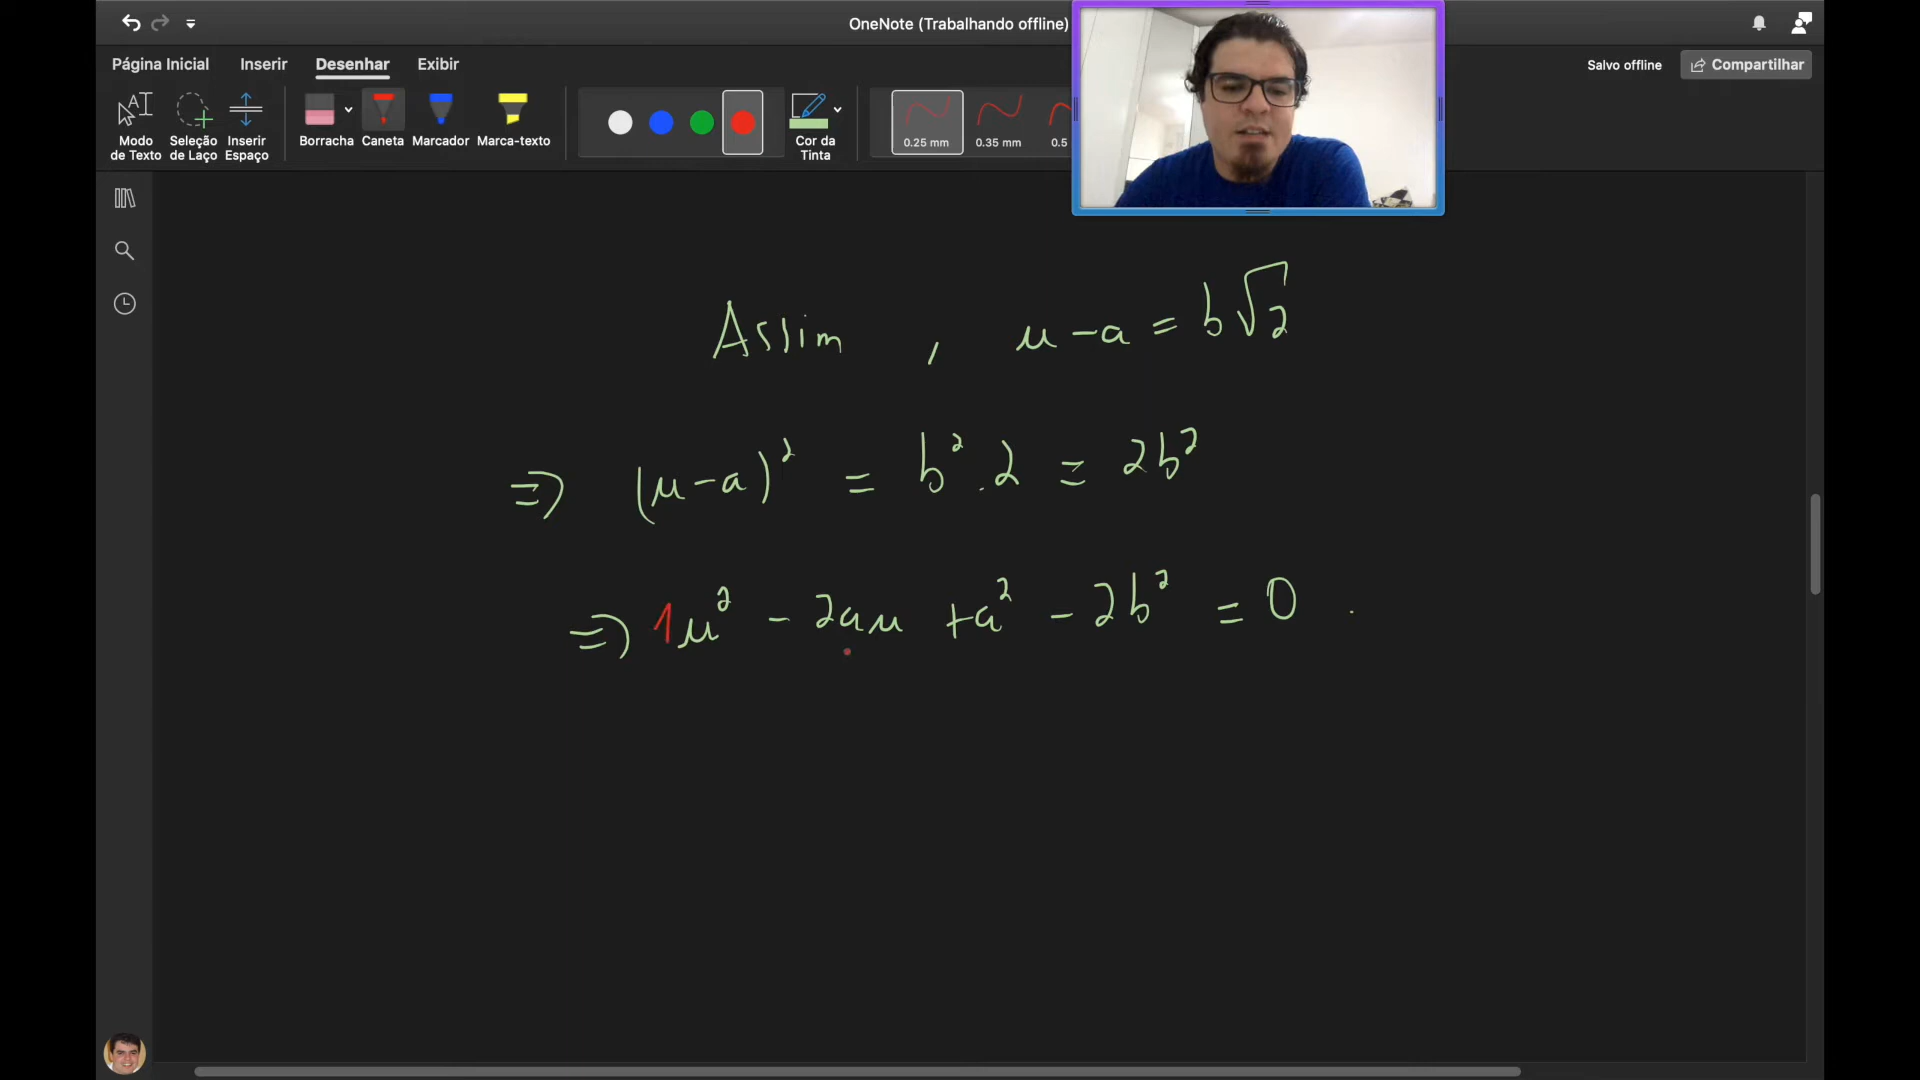 OneNote (Trabalhando offline)
Página Inicial Inserir Desenhar Exibir
Salvo offline Compartilhar
Modo de Texto
Seleção de Laço
Inserir Espaço
Borracha
Caneta
Marcador
Marca-texto
Cor da Tinta
0.25 mm
0.35 mm
0.5
Assim , u - a = b√2
⇒ (u - a)² = b² . 2 = 2b²
⇒ 1u² - 2au + a² - 2b² = 0 .